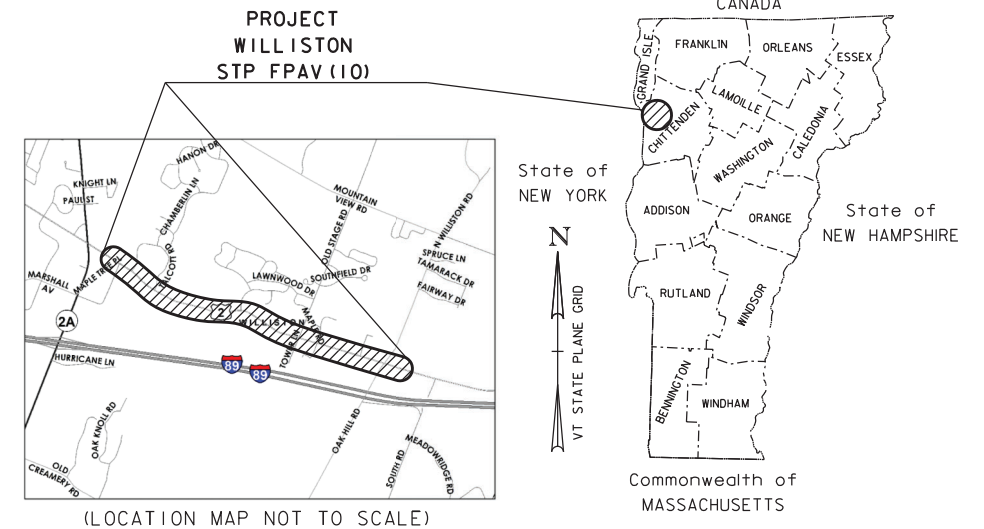 PROJECT
WILLISTON
STP FPAV(10)
CANADA
GRAND ISLE
FRANKLIN
ORLEANS
ESSEX
LAMOILLE
CHITTENDEN
CALEDONIA
WASHINGTON
ADDISON
ORANGE
RUTLAND
WINDSOR
BENNINGTON
WINDHAM
State of
NEW YORK
State of
NEW HAMPSHIRE
Commonwealth of
MASSACHUSETTS
N
VT STATE PLANE GRID
HANON DR
KNIGHT LN
PAUL ST
CHAMBERLIN LN
MOUNTAIN
VIEW RD
OLD STAGE RD
N WILLISTON RD
SPRUCE LN
TAMARACK DR
FAIRWAY DR
TALCOTT RD
LAWNWOOD DR
SOUTHFIELD DR
MARSHALL
AV
MAPLE TREE PL
2
WILLISTON
MAPLE RD
TOWER LN
2A
89
89
HURRICANE LN
OAK KNOLL RD
OLD
CREAMERY RD
OAK HILL RD
SOUTH RD
MEADOWRIDGE RD
(LOCATION MAP NOT TO SCALE)